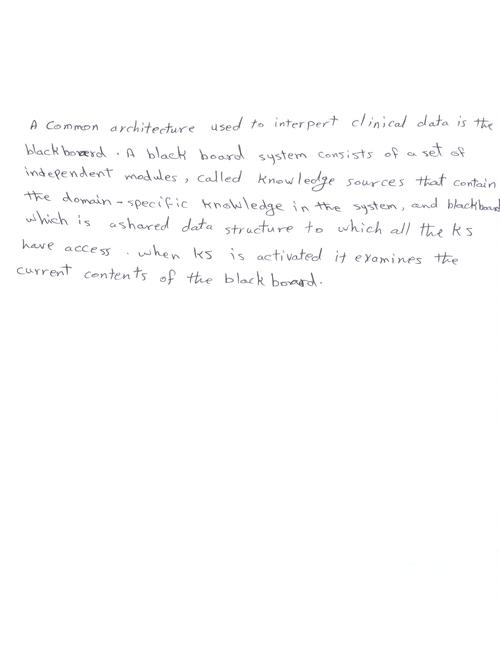 A Common architecture used to interpert clinical data is the
blackboard. A black board system consists of a set of
independent modules, called knowledge sources that contain
the domain-specific knowledge in the system, and blackboard
which is ashared data structure to which all the KS
have access. when KS is activated it examines the
current contents of the black board.